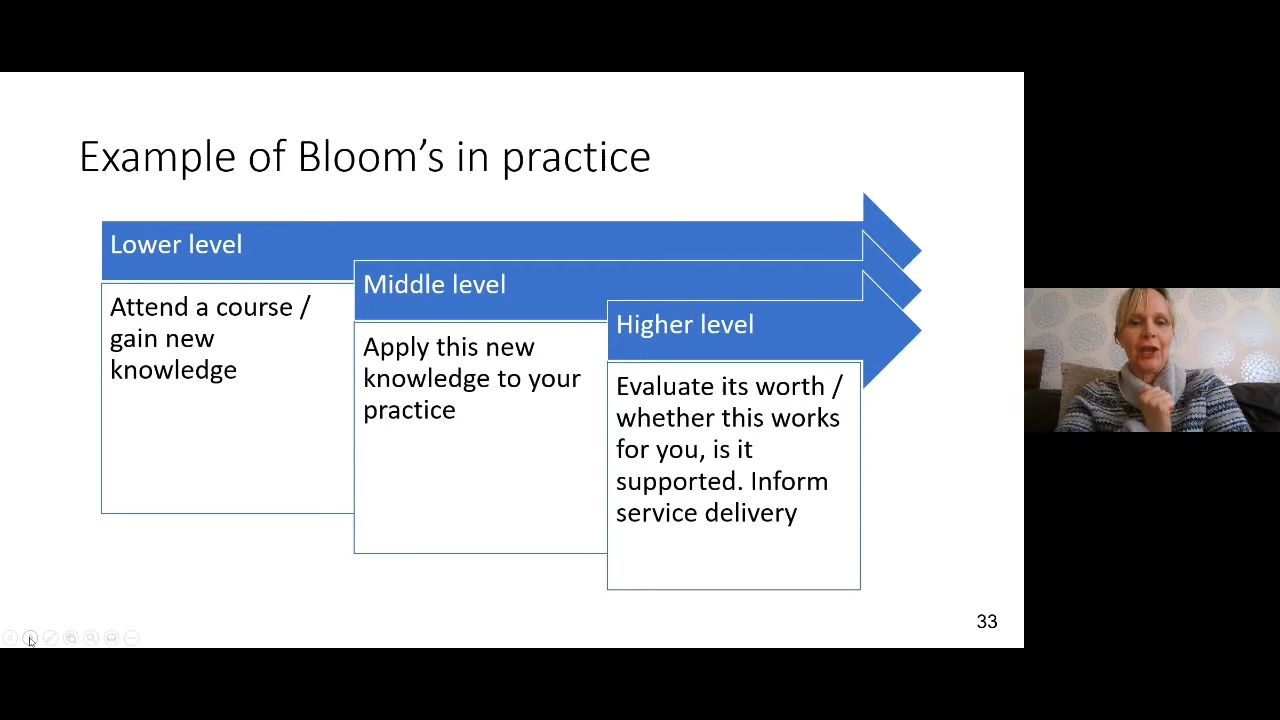 Example of Bloom’s in practice
Lower level
Attend a course /
gain new
knowledge
Middle level
Apply this new
knowledge to your
practice
Higher level
Evaluate its worth /
whether this works
for you, is it
supported. Inform
service delivery
33